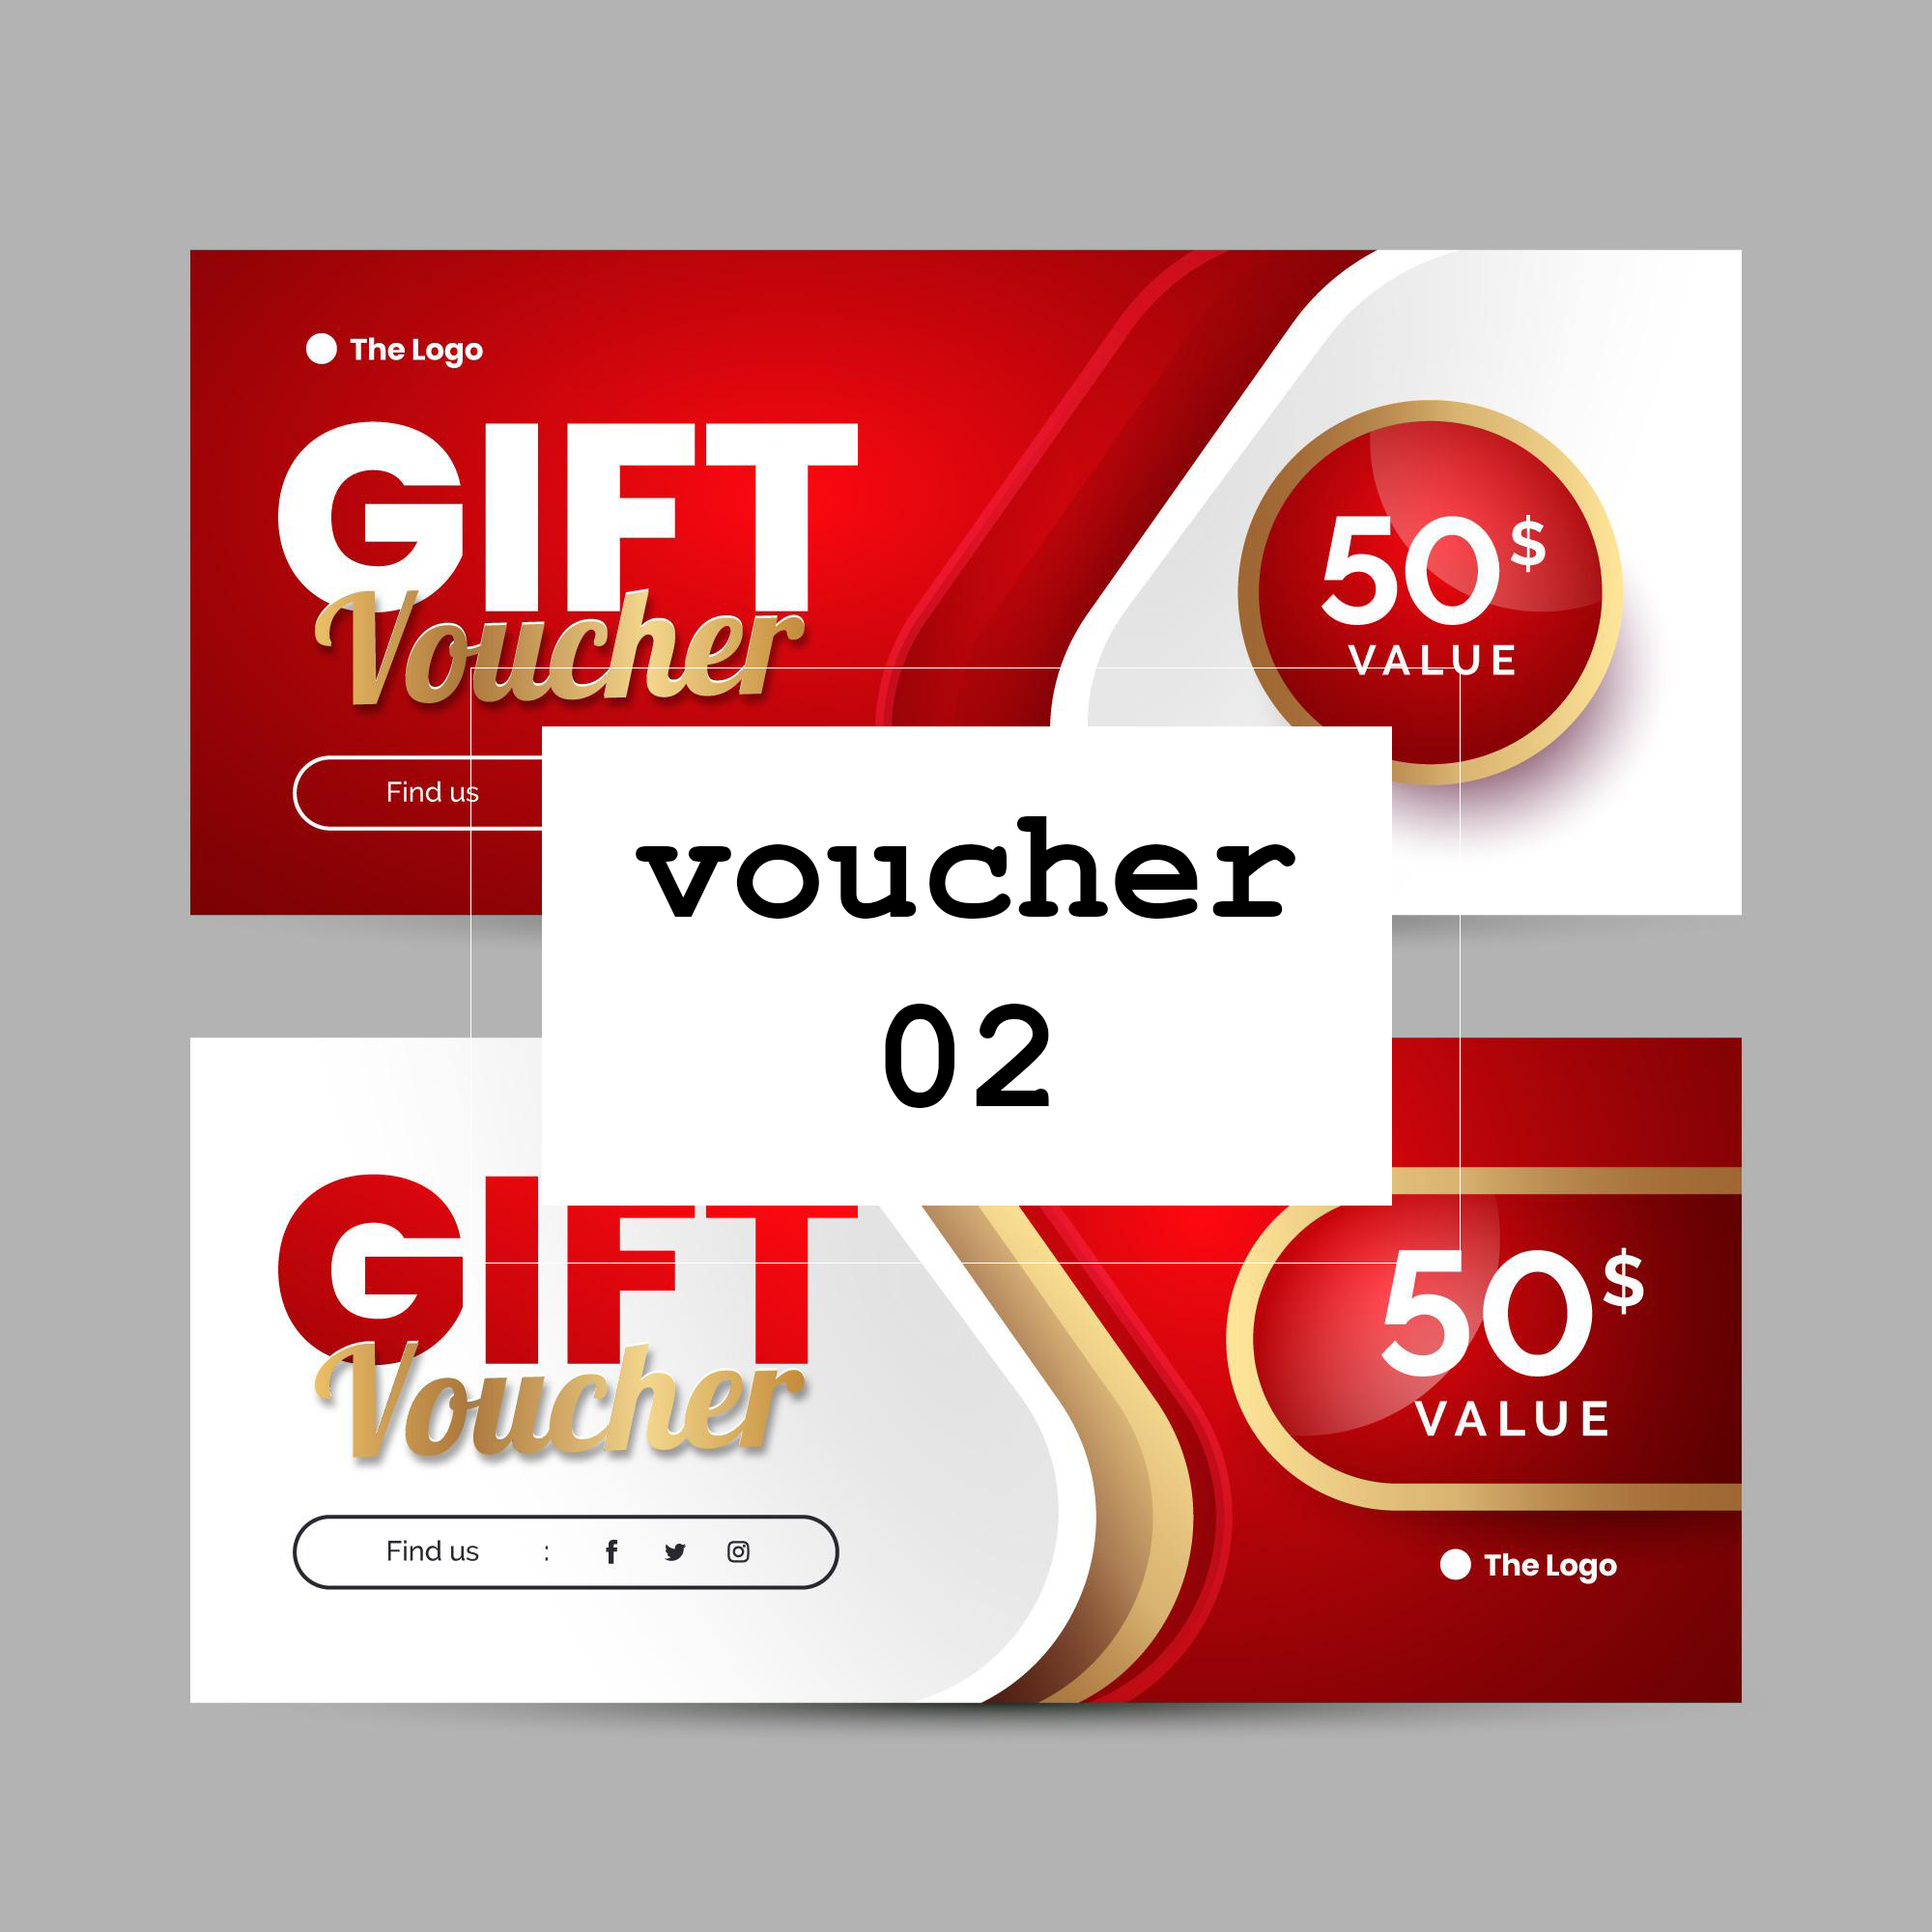 The Logo
GIFT
Voucher
50$
VALUE
Find us
voucher
02
GIFT
Voucher
50$
VALUE
Find us :
The Logo